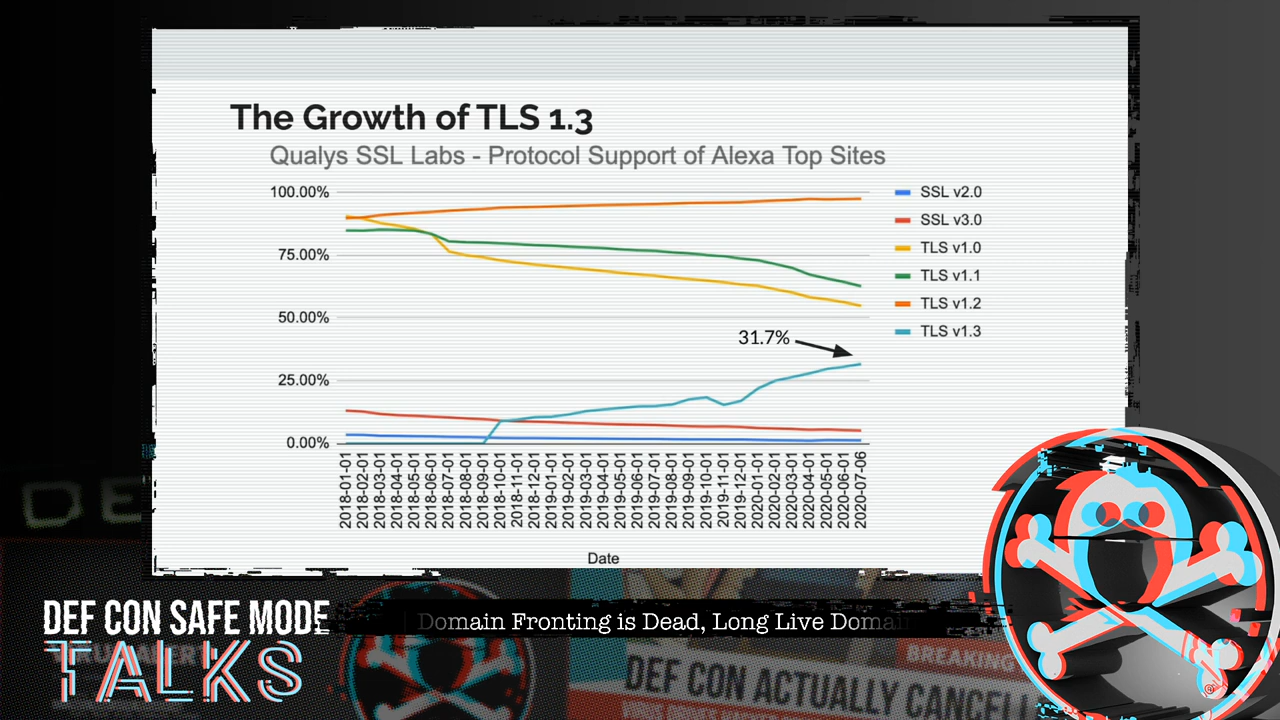 The Growth of TLS 1.3
Qualys SSL Labs - Protocol Support of Alexa Top Sites
100.00%
75.00%
50.00%
25.00%
0.00%
SSL v2.0
SSL v3.0
TLS v1.0
TLS v1.1
TLS v1.2
TLS v1.3
31.7%
2018-01-01
2018-02-01
2018-03-01
2018-04-01
2018-05-01
2018-06-01
2018-07-01
2018-08-01
2018-09-01
2018-10-01
2018-11-01
2018-12-01
2019-01-01
2019-02-01
2019-03-01
2019-04-01
2019-05-01
2019-06-01
2019-07-01
2019-08-01
2019-09-01
2019-10-01
2019-11-01
2019-12-01
2020-01-01
2020-02-01
2020-03-01
2020-04-01
2020-05-01
2020-06-01
2020-07-06
Date
DE
DEF CON SAFE MODE
TALKS
Domain Fronting is Dead, Long Live Domain
BREAKING
DEF CON ACTUALLY CANCELL
®